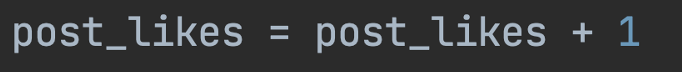 post_likes = post_likes + 1